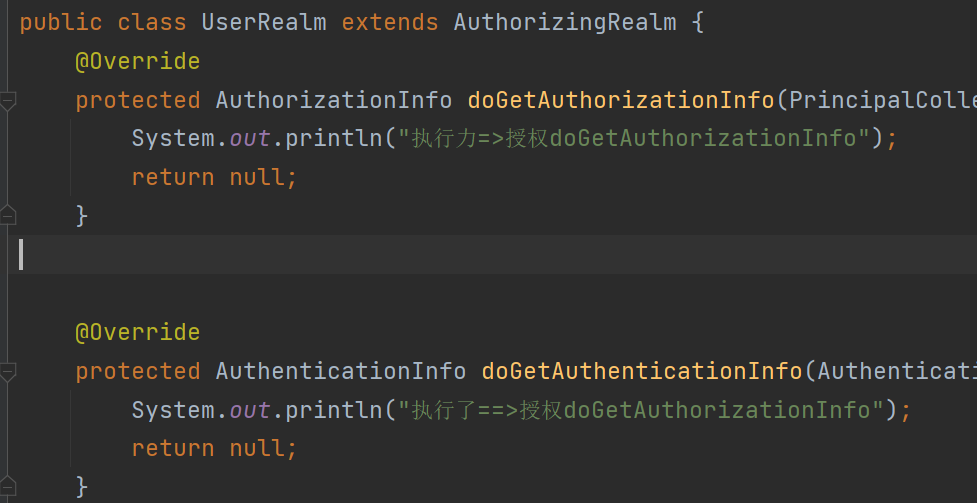 public class UserRealm extends AuthorizingRealm {
@Override
protected AuthorizationInfo doGetAuthorizationInfo(PrincipalColle
System.out.println("执行力=>授权doGetAuthorizationInfo");
return null;
}
@Override
protected AuthenticationInfo doGetAuthenticationInfo(Authenticati
System.out.println("执行了==>授权doGetAuthorizationInfo");
return null;
}